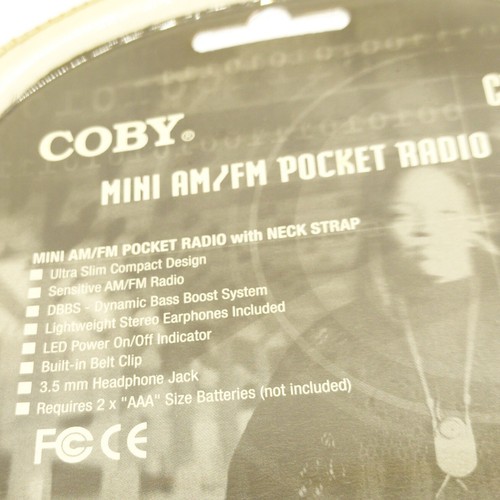 COBY®
MINI AM/FM POCKET RADIO
MINI AM/FM POCKET RADIO with NECK STRAP
Ultra Slim Compact Design
Sensitive AM/FM Radio
DBBS - Dynamic Bass Boost System
Lightweight Stereo Earphones Included
LED Power On/Off Indicator
Built-in Belt Clip
3.5 mm Headphone Jack
Requires 2 x "AAA" Size Batteries (not included)
FC CE